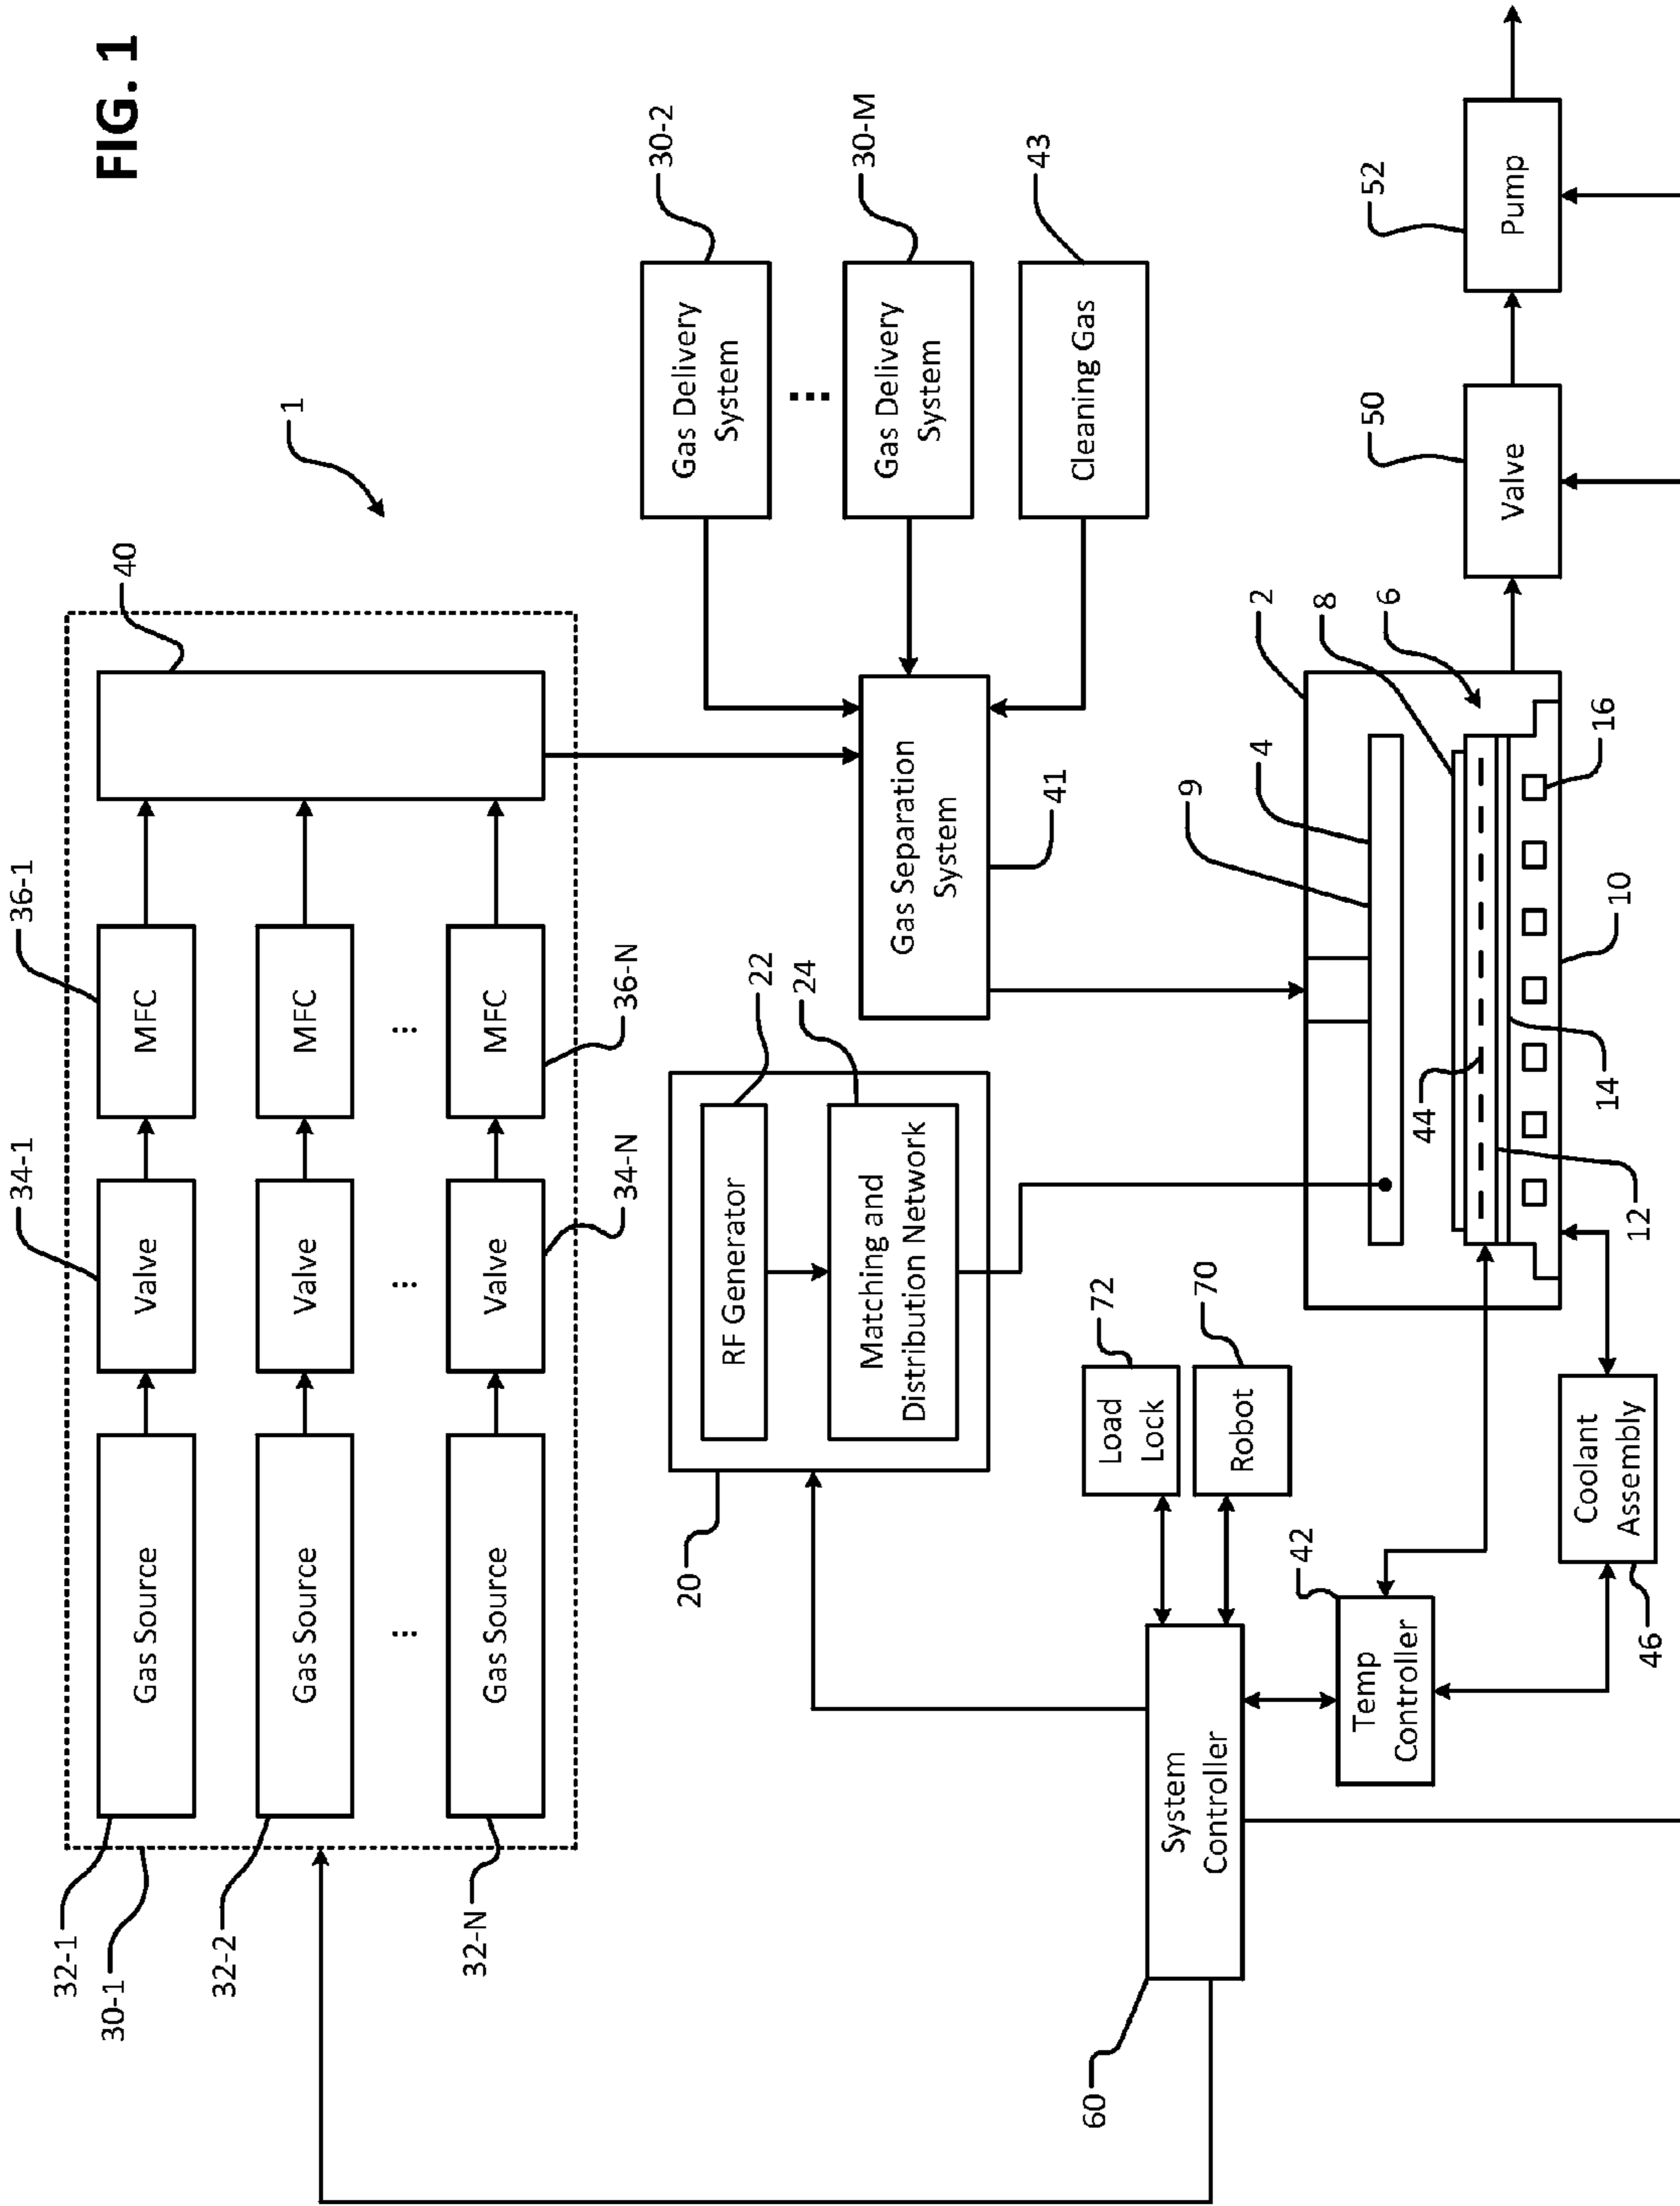 FIG. 1
1
32-1
30-1
32-2
32-N
34-1
34-N
36-1
36-N
40
Gas Source
Valve
MFC
Gas Source
Valve
MFC
...
...
...
Gas Source
Valve
MFC
20
RF Generator
22
Matching and
Distribution Network
24
Gas Separation
System
41
Gas Delivery
System
30-2
...
Gas Delivery
System
30-M
Cleaning Gas
43
60
System
Controller
Load
Lock
72
Robot
70
Temp
Controller
42
Coolant
Assembly
46
2
4
9
8
6
44
12
14
10
16
Valve
50
Pump
52